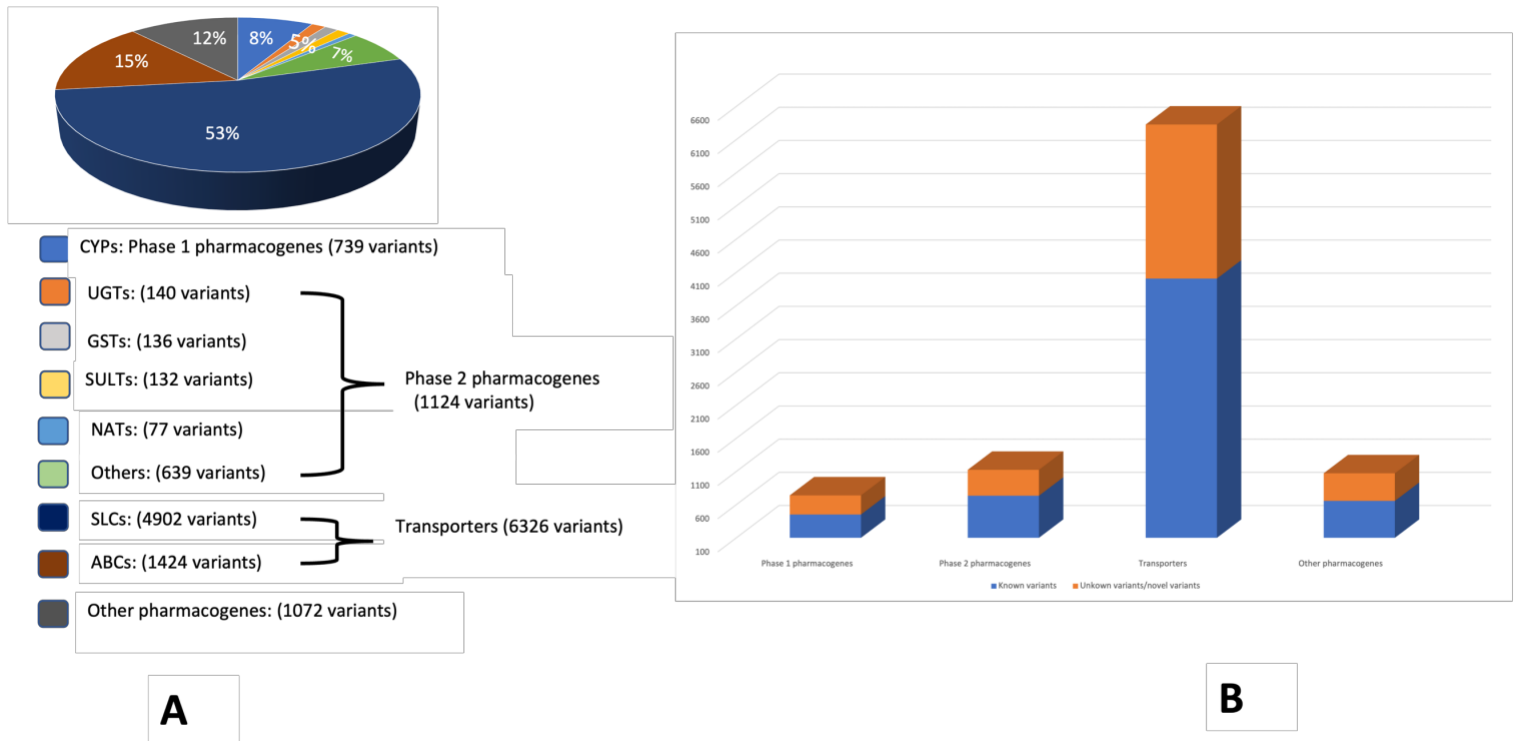 12%
8%
5%
7%
15%
53%
CYPs: Phase 1 pharmacogenes (739 variants)
UGTs: (140 variants)
GSTs: (136 variants)
SULTs: (132 variants)
Phase 2 pharmacogenes
(1124 variants)
NATs: (77 variants)
Others: (639 variants)
SLCs: (4902 variants)
Transporters (6326 variants)
ABCs: (1424 variants)
Other pharmacogenes: (1072 variants)
A
6600
6100
5600
5100
4600
4100
3600
3100
2600
2100
1600
1100
600
100
Phase 1 pharmacogenes
Phase 2 pharmacogenes
Transporters
Other pharmacogenes
Known variants
Unkown variants/novel variants
B